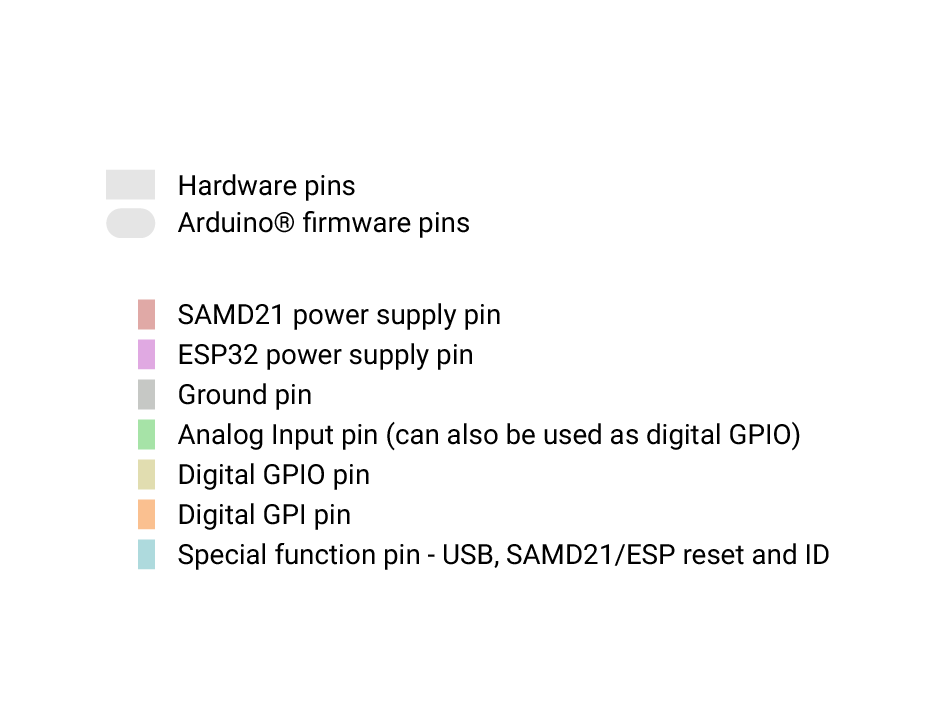 Hardware pins
Arduino® firmware pins
SAMD21 power supply pin
ESP32 power supply pin
Ground pin
Analog Input pin (can also be used as digital GPIO)
Digital GPIO pin
Digital GPI pin
Special function pin - USB, SAMD21/ESP reset and ID